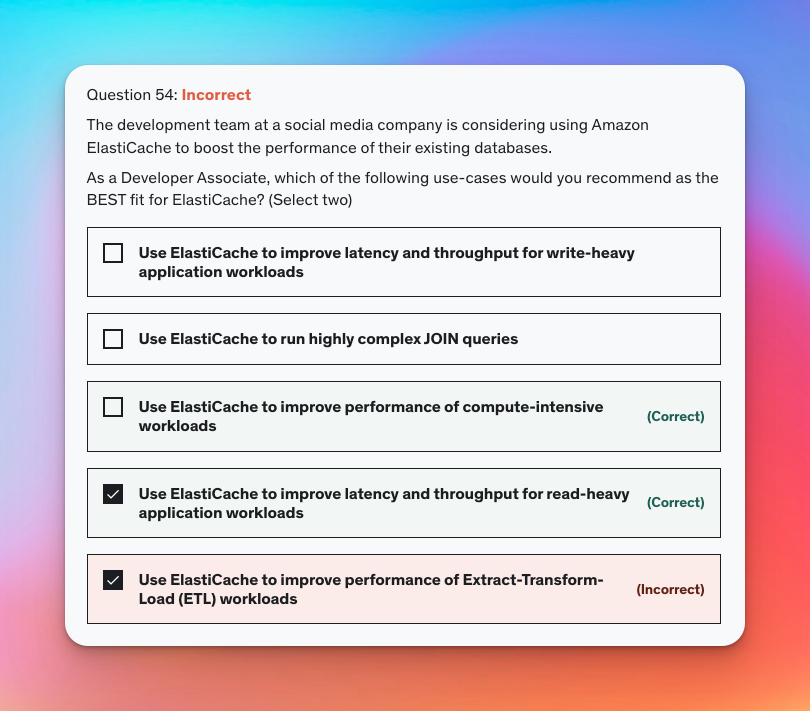 Question 54: Incorrect
The development team at a social media company is considering using Amazon
ElastiCache to boost the performance of their existing databases.
As a Developer Associate, which of the following use-cases would you recommend as the
BEST fit for ElastiCache? (Select two)
Use ElastiCache to improve latency and throughput for write-heavy
application workloads
Use ElastiCache to run highly complex JOIN queries
Use ElastiCache to improve performance of compute-intensive
workloads
(Correct)
Use ElastiCache to improve latency and throughput for read-heavy
application workloads
(Correct)
Use ElastiCache to improve performance of Extract-Transform-
Load (ETL) workloads
(Incorrect)